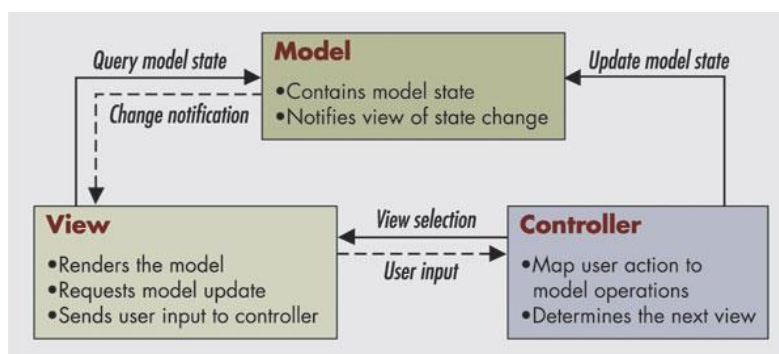 Query model state
Model
Update model state
•Contains model state
•Notifies view of state change
Change notification
View
•Renders the model
•Requests model update
•Sends user input to controller
View selection
User input
Controller
•Map user action to
model operations
•Determines the next view